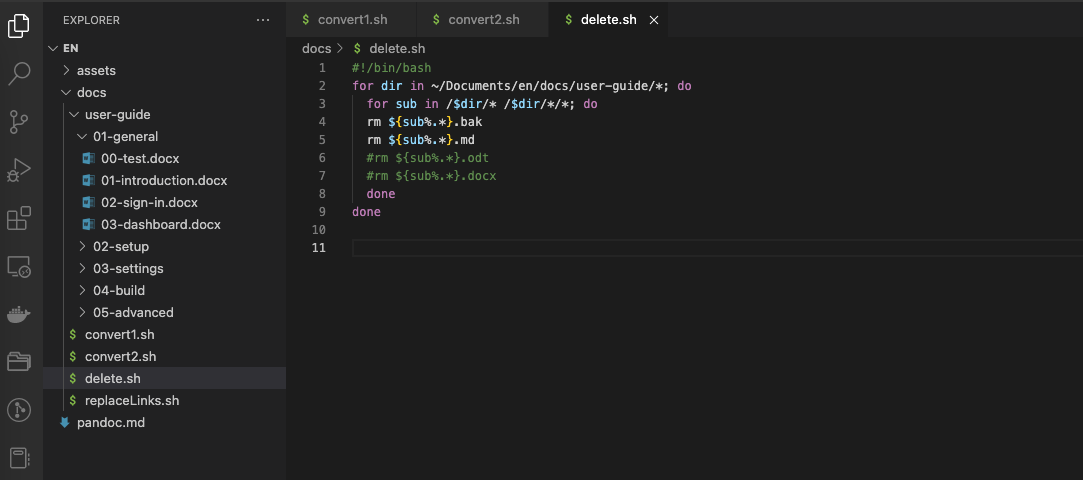 EXPLORER
EN
assets
docs
user-guide
01-general
00-test.docx
01-introduction.docx
02-sign-in.docx
03-dashboard.docx
02-setup
03-settings
04-build
05-advanced
$ convert1.sh
$ convert2.sh
$ delete.sh
$ replaceLinks.sh
pandoc.md
$ convert1.sh
$ convert2.sh
$ delete.sh
docs > $ delete.sh
1 #!/bin/bash
2 for dir in ~/Documents/en/docs/user-guide/*; do
3 for sub in /$dir/* /$dir/*/*; do
4 rm ${sub%.*}.bak
5 rm ${sub%.*}.md
6 #rm ${sub%.*}.odt
7 #rm ${sub%.*}.docx
8 done
9 done
10
11